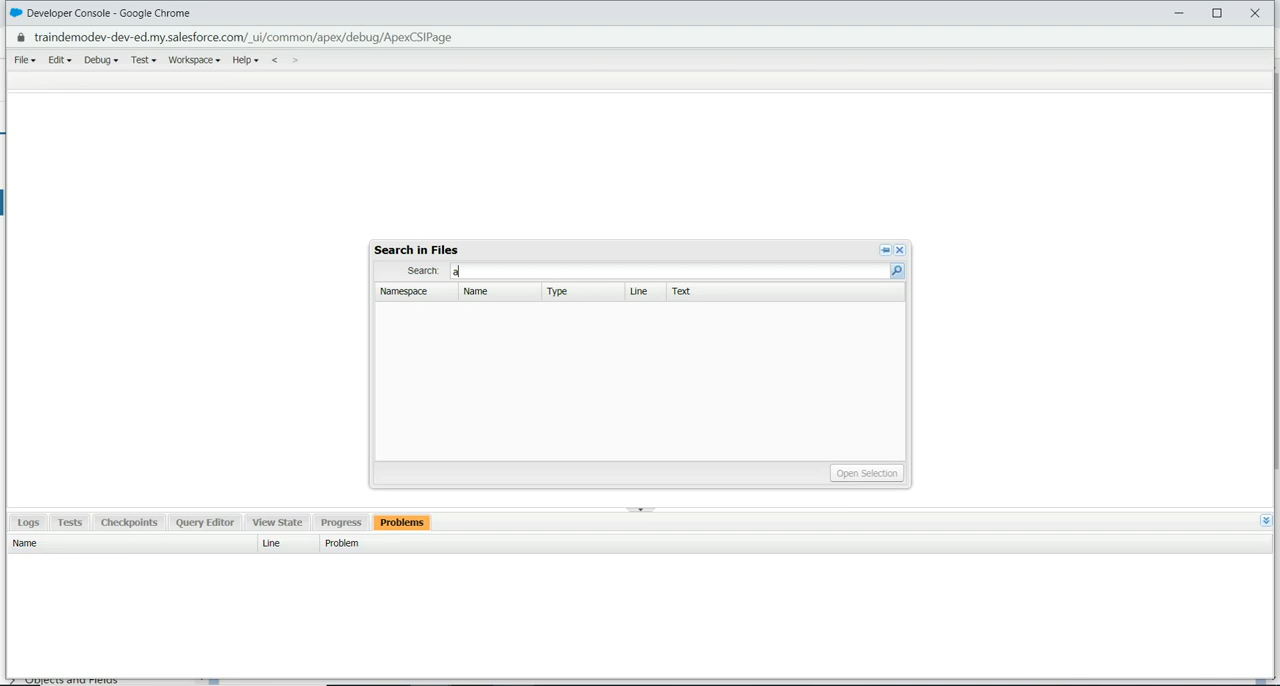 Developer Console - Google Chrome
traindemodev-dev-ed.my.salesforce.com/_ui/common/apex/debug/ApexCSIPage
File Edit Debug Test Workspace Help < >
Search in Files
Search: a
Namespace Name Type Line Text
Open Selection
Logs Tests Checkpoints Query Editor View State Progress Problems
Name Line Problem
Objects and Fields